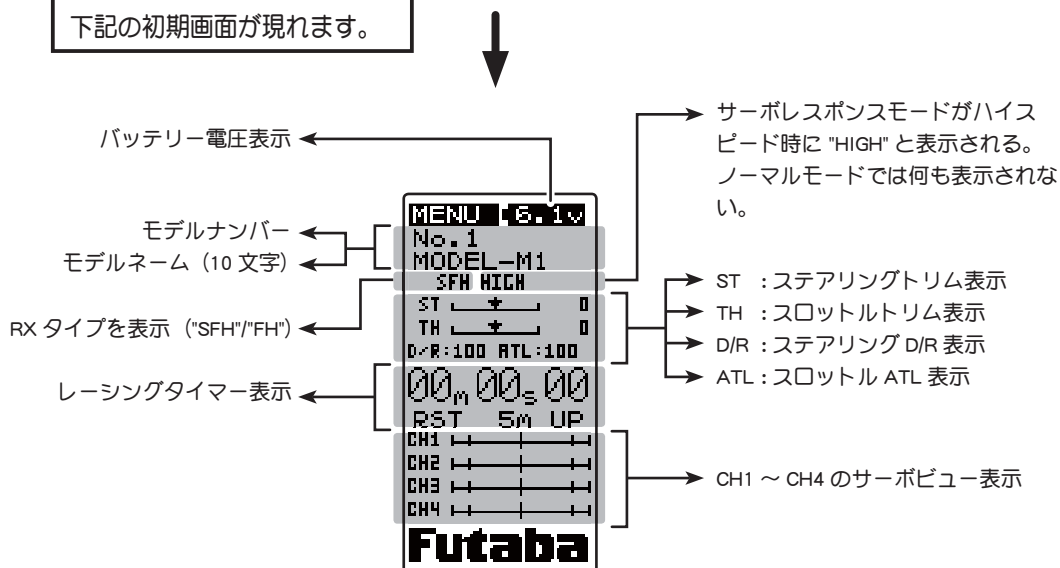 下記の初期画面が現れます。
バッテリー電圧表示
モデルナンバー
モデルネーム（10 文字）
RX タイプを表示（"SFH"/"FH"）
レーシングタイマー表示
MENU 6.1v
No.1
MODEL-M1
SFH HIGH
ST 0
TH 0
D/R:100 ATL:100
00m00s00
RST 5m UP
CH1
CH2
CH3
CH4
Futaba
サーボレスポンスモードがハイス
ピード時に "HIGH" と表示される。
ノーマルモードでは何も表示されな
い。
ST ：ステアリングトリム表示
TH ：スロットルトリム表示
D/R ：ステアリング D/R 表示
ATL：スロットル ATL 表示
CH1 ～ CH4 のサーボビュー表示